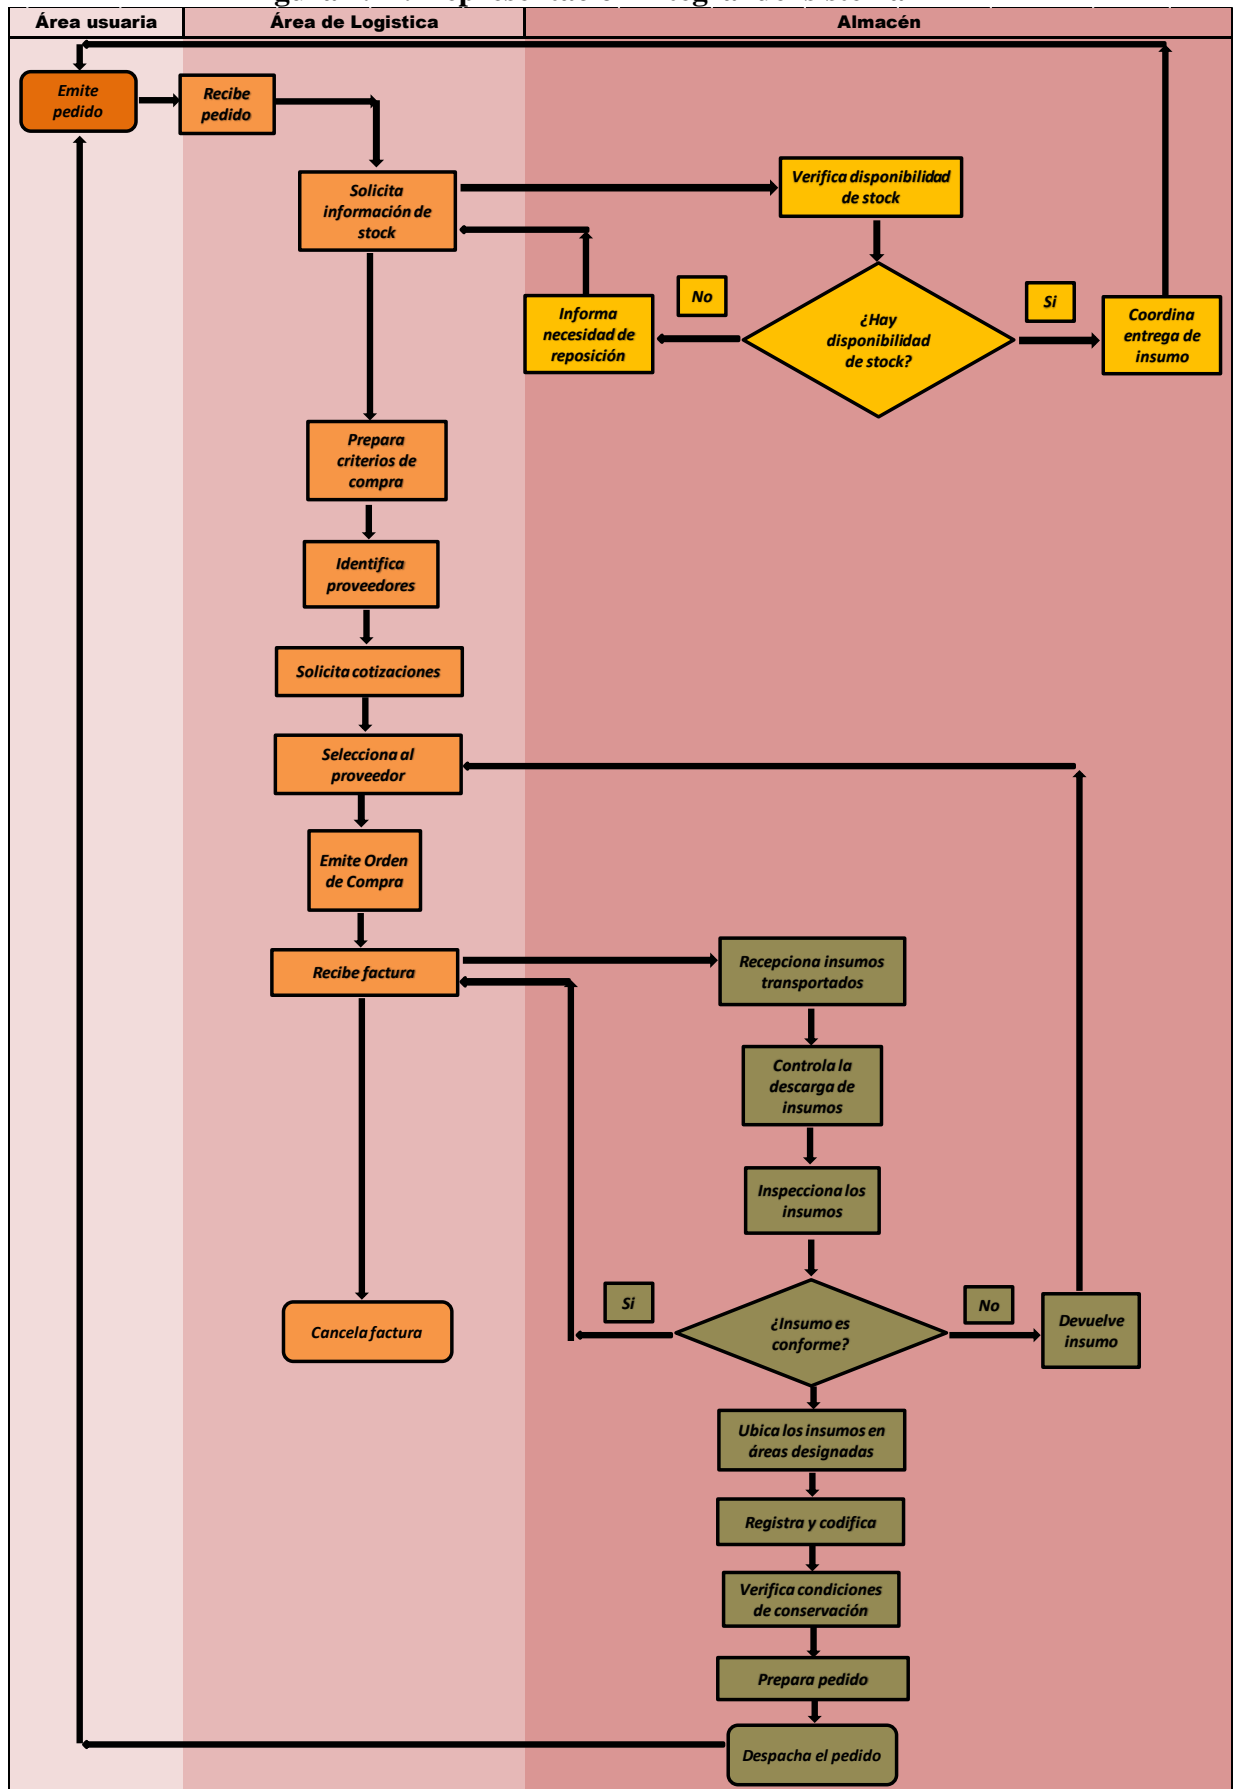 Área usuaria
Área de Logistica
Almacén
Emite
pedido
Recibe
pedido
Solicita
información de
stock
Verifica disponibilidad
de stock
¿Hay
disponibilidad
de stock?
No
Si
Informa
necesidad de
reposición
Coordina
entrega de
insumo
Prepara
criterios de
compra
Identifica
proveedores
Solicita cotizaciones
Selecciona al
proveedor
Emite Orden
de Compra
Recibe factura
Recepciona insumos
transportados
Controla la
descarga de
insumos
Inspecciona los
insumos
¿Insumo es
conforme?
Si
No
Devuelve
insumo
Cancela factura
Ubica los insumos en
áreas designadas
Registra y codifica
Verifica condiciones
de conservación
Prepara pedido
Despacha el pedido